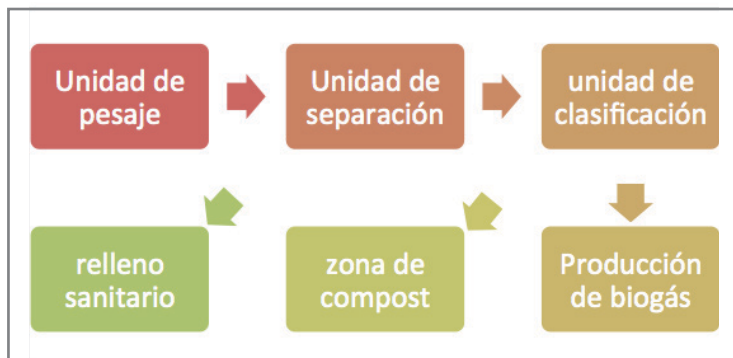 Unidad de
pesaje
Unidad de
separación
unidad de
clasificación
relleno
sanitario
zona de
compost
Producción
de biogás